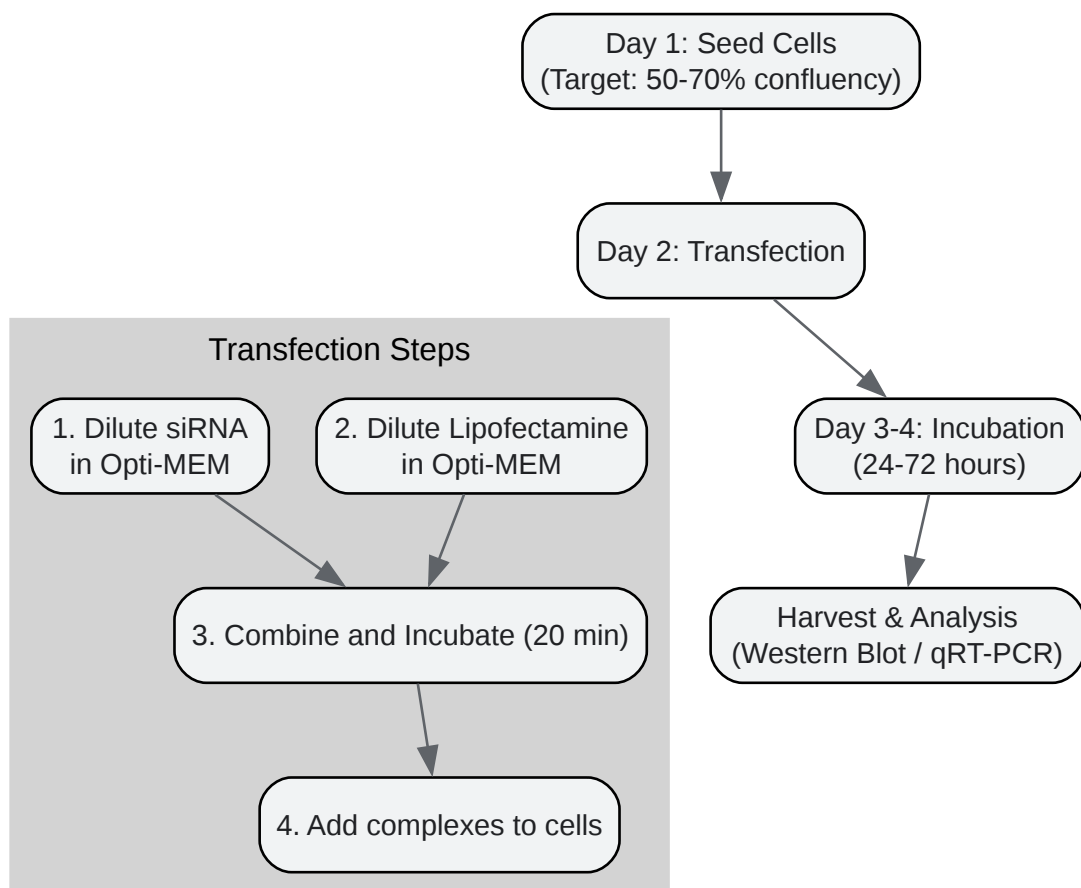 Day 1: Seed Cells
(Target: 50-70% confluency)
Day 2: Transfection
Transfection Steps
1. Dilute siRNA
in Opti-MEM
2. Dilute Lipofectamine
in Opti-MEM
Day 3-4: Incubation
(24-72 hours)
3. Combine and Incubate (20 min)
Harvest & Analysis
(Western Blot / qRT-PCR)
4. Add complexes to cells